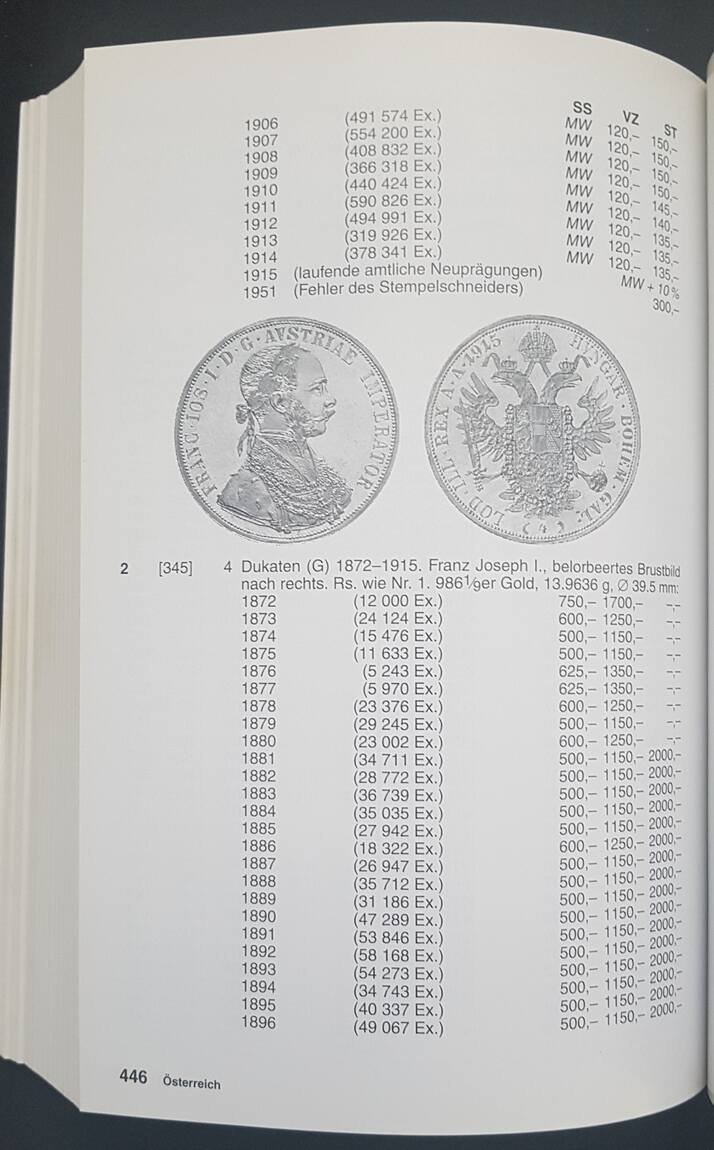 SS VZ ST
1906 (491 574 Ex.) MW 120,– 150,–
1907 (554 200 Ex.) MW 120,– 150,–
1908 (408 832 Ex.) MW 120,– 150,–
1909 (366 318 Ex.) MW 120,– 150,–
1910 (440 424 Ex.) MW 120,– 145,–
1911 (590 826 Ex.) MW 120,– 140,–
1912 (494 991 Ex.) MW 120,– 135,–
1913 (319 926 Ex.) MW 120,– 135,–
1914 (378 341 Ex.) MW 120,– 135,–
1915 (laufende amtliche Neuprägungen) MW + 10%
1951 (Fehler des Stempelschneiders) 300,–
FRANC·IOS·I·D·G·AVSTRIAE IMPERATOR
HVNGAR·BOHEM·GAL·
LOD·ILL·REX A·A·1915
(4)
2 [345] 4 Dukaten (G) 1872–1915. Franz Joseph I., belorbeertes Brustbild
nach rechts. Rs. wie Nr. 1. 986 1/9er Gold, 13.9636 g, Ø 39.5 mm:
1872 (12 000 Ex.) 750,– 1700,– –,–
1873 (24 124 Ex.) 600,– 1250,– –,–
1874 (15 476 Ex.) 500,– 1150,– –,–
1875 (11 633 Ex.) 500,– 1150,– –,–
1876 (5 243 Ex.) 625,– 1350,– –,–
1877 (5 970 Ex.) 625,– 1350,– –,–
1878 (23 376 Ex.) 600,– 1250,– –,–
1879 (29 245 Ex.) 500,– 1150,– –,–
1880 (23 002 Ex.) 600,– 1250,– –,–
1881 (34 711 Ex.) 500,– 1150,– 2000,–
1882 (28 772 Ex.) 500,– 1150,– 2000,–
1883 (36 739 Ex.) 500,– 1150,– 2000,–
1884 (35 035 Ex.) 500,– 1150,– 2000,–
1885 (27 942 Ex.) 500,– 1150,– 2000,–
1886 (18 322 Ex.) 600,– 1250,– 2000,–
1887 (26 947 Ex.) 500,– 1150,– 2000,–
1888 (35 712 Ex.) 500,– 1150,– 2000,–
1889 (31 186 Ex.) 500,– 1150,– 2000,–
1890 (47 289 Ex.) 500,– 1150,– 2000,–
1891 (53 846 Ex.) 500,– 1150,– 2000,–
1892 (58 168 Ex.) 500,– 1150,– 2000,–
1893 (54 273 Ex.) 500,– 1150,– 2000,–
1894 (34 743 Ex.) 500,– 1150,– 2000,–
1895 (40 337 Ex.) 500,– 1150,– 2000,–
1896 (49 067 Ex.) 500,– 1150,– 2000,–
446 Österreich